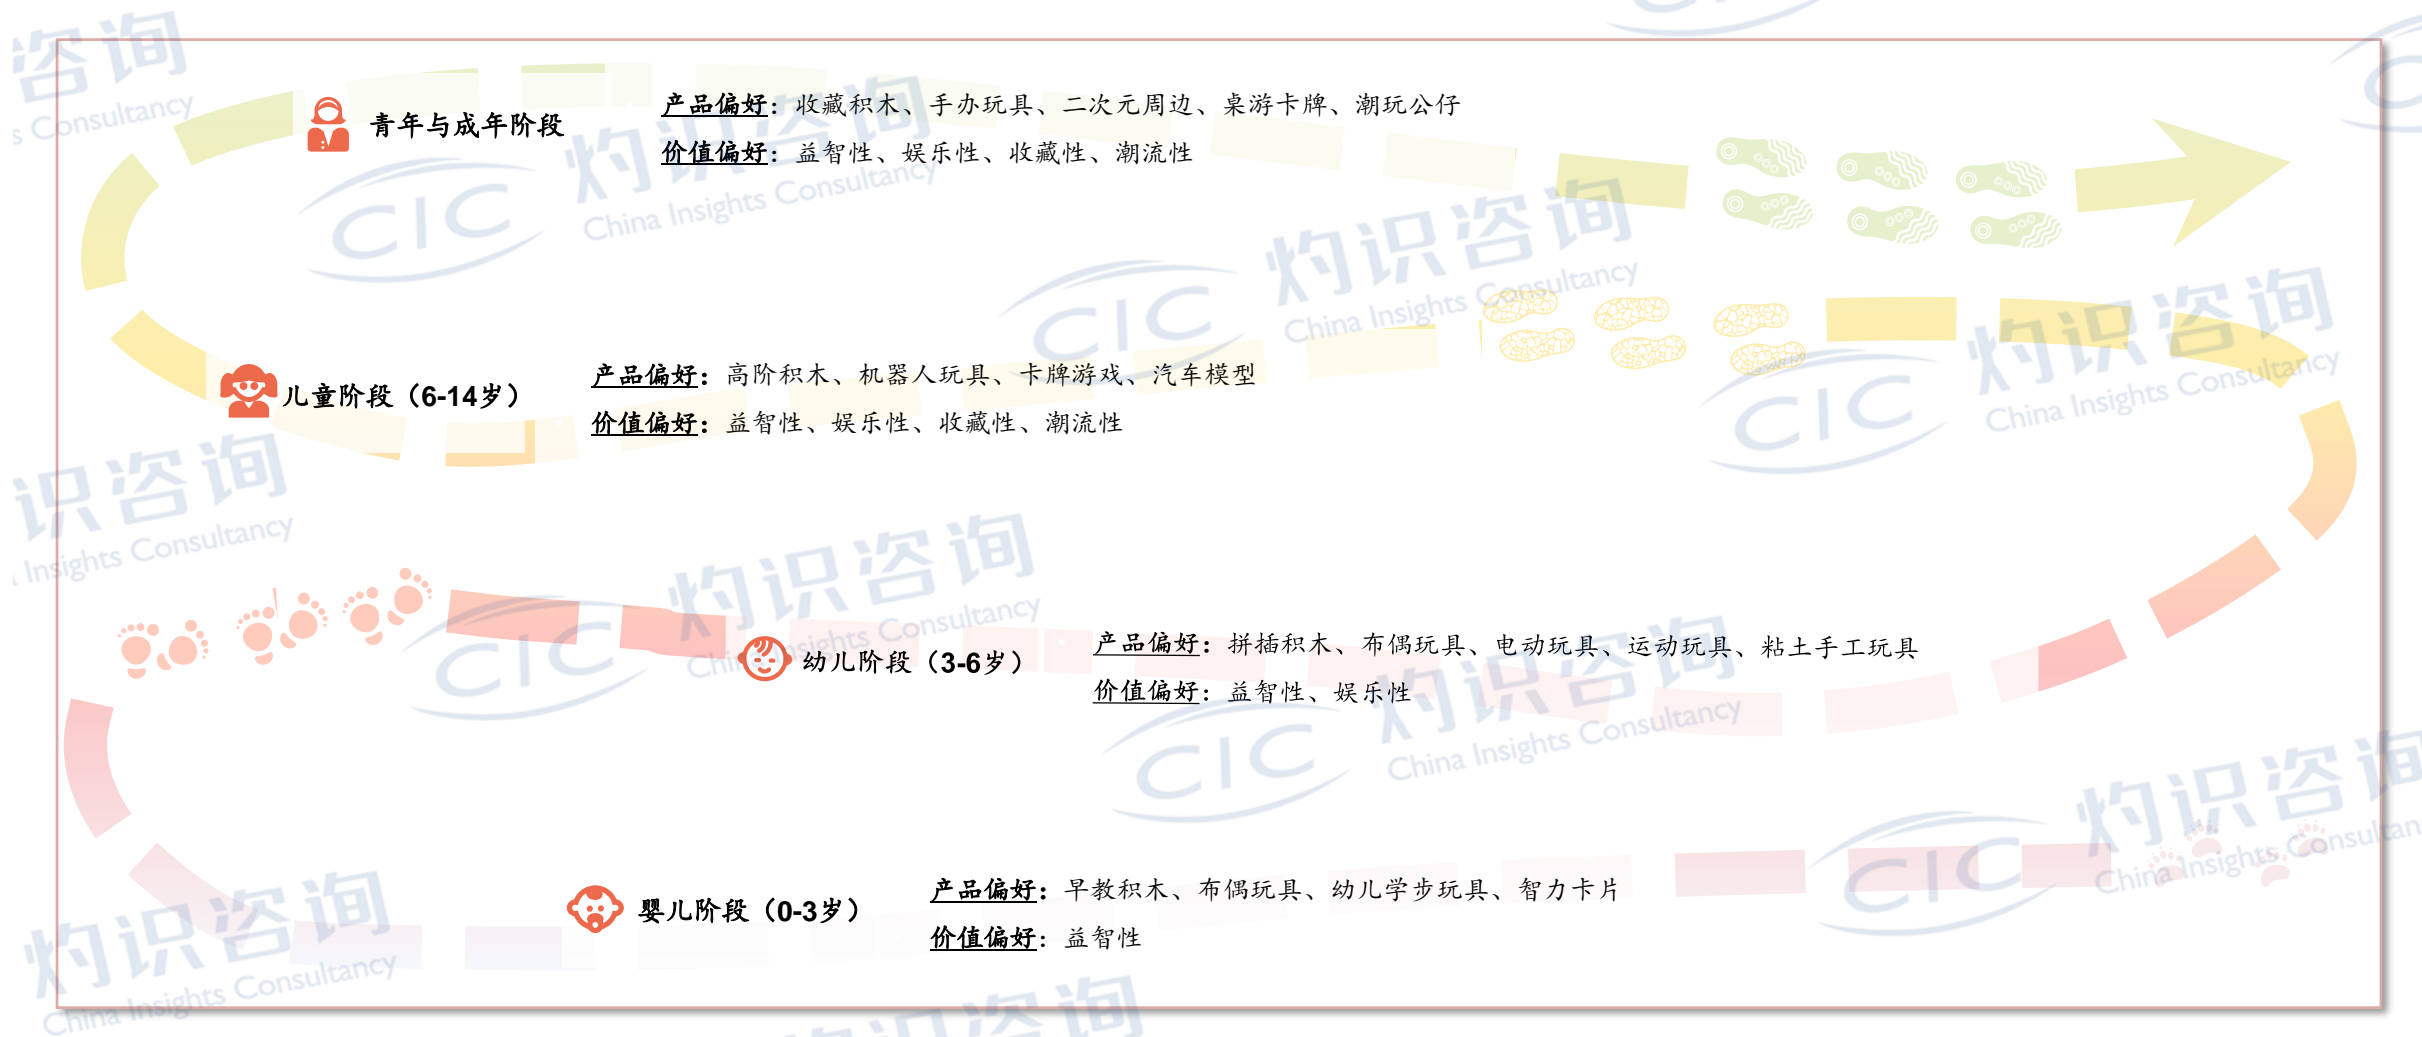 青年与成年阶段
产品偏好：收藏积木、手办玩具、二次元周边、桌游卡牌、潮玩公仔
价值偏好：益智性、娱乐性、收藏性、潮流性
儿童阶段（6-14岁）
产品偏好：高阶积木、机器人玩具、卡牌游戏、汽车模型
价值偏好：益智性、娱乐性、收藏性、潮流性
幼儿阶段（3-6岁）
产品偏好：拼插积木、布偶玩具、电动玩具、运动玩具、粘土手工玩具
价值偏好：益智性、娱乐性
婴儿阶段（0-3岁）
产品偏好：早教积木、布偶玩具、幼儿学步玩具、智力卡片
价值偏好：益智性
CIC 灼识咨询
China Insights Consultancy